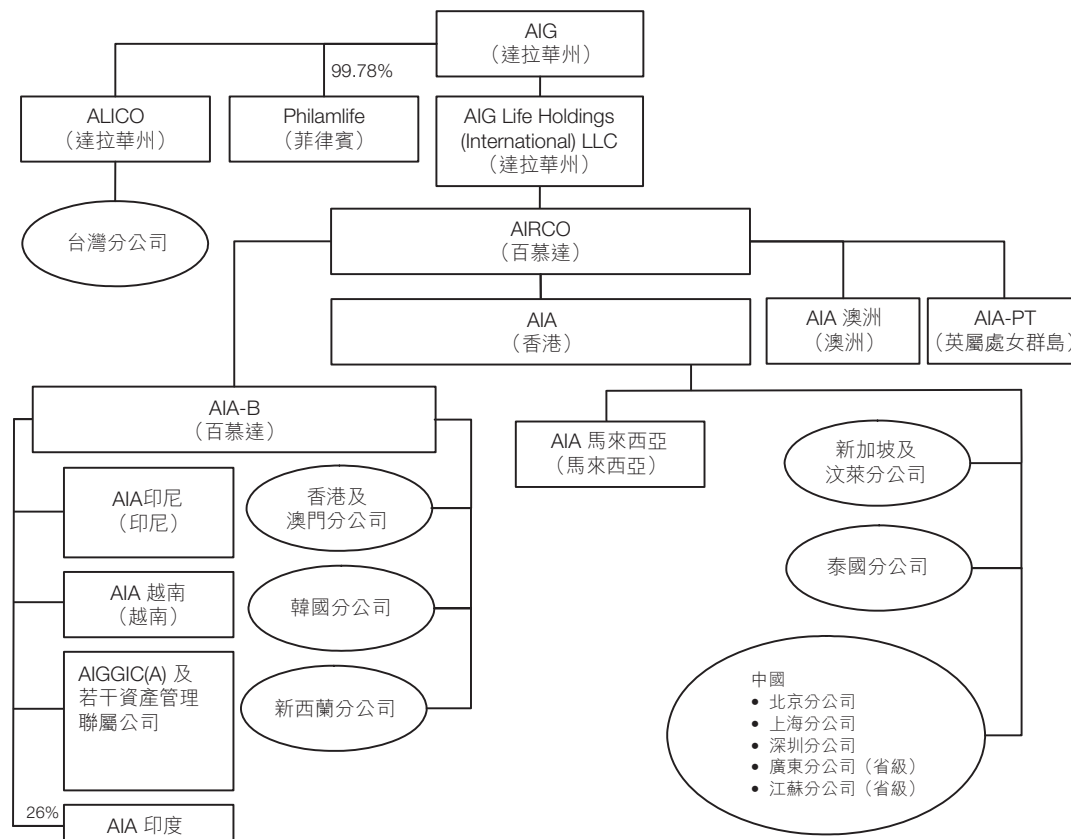 AIG
（達拉華州）
99.78%
ALICO
（達拉華州）
Philamlife
（菲律賓）
AIG Life Holdings
(International) LLC
（達拉華州）
台灣分公司
AIRCO
（百慕達）
AIA
（香港）
AIA 澳洲
（澳洲）
AIA-PT
（英屬處女群島）
AIA-B
（百慕達）
AIA 馬來西亞
（馬來西亞）
新加坡及
汶萊分公司
AIA印尼
（印尼）
香港及
澳門分公司
泰國分公司
AIA 越南
（越南）
韓國分公司
AIGGIC(A) 及
若干資產管理
聯屬公司
新西蘭分公司
中國
• 北京分公司
• 上海分公司
• 深圳分公司
• 廣東分公司（省級）
• 江蘇分公司（省級）
26%
AIA 印度